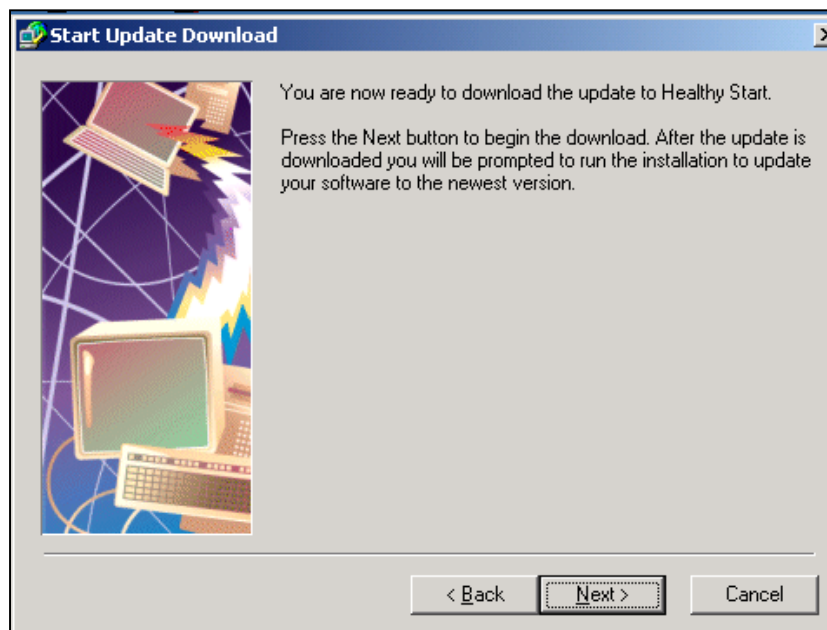 Start Update Download
You are now ready to download the update to Healthy Start.
Press the Next button to begin the download. After the update is
downloaded you will be prompted to run the installation to update
your software to the newest version.
< Back
Next >
Cancel